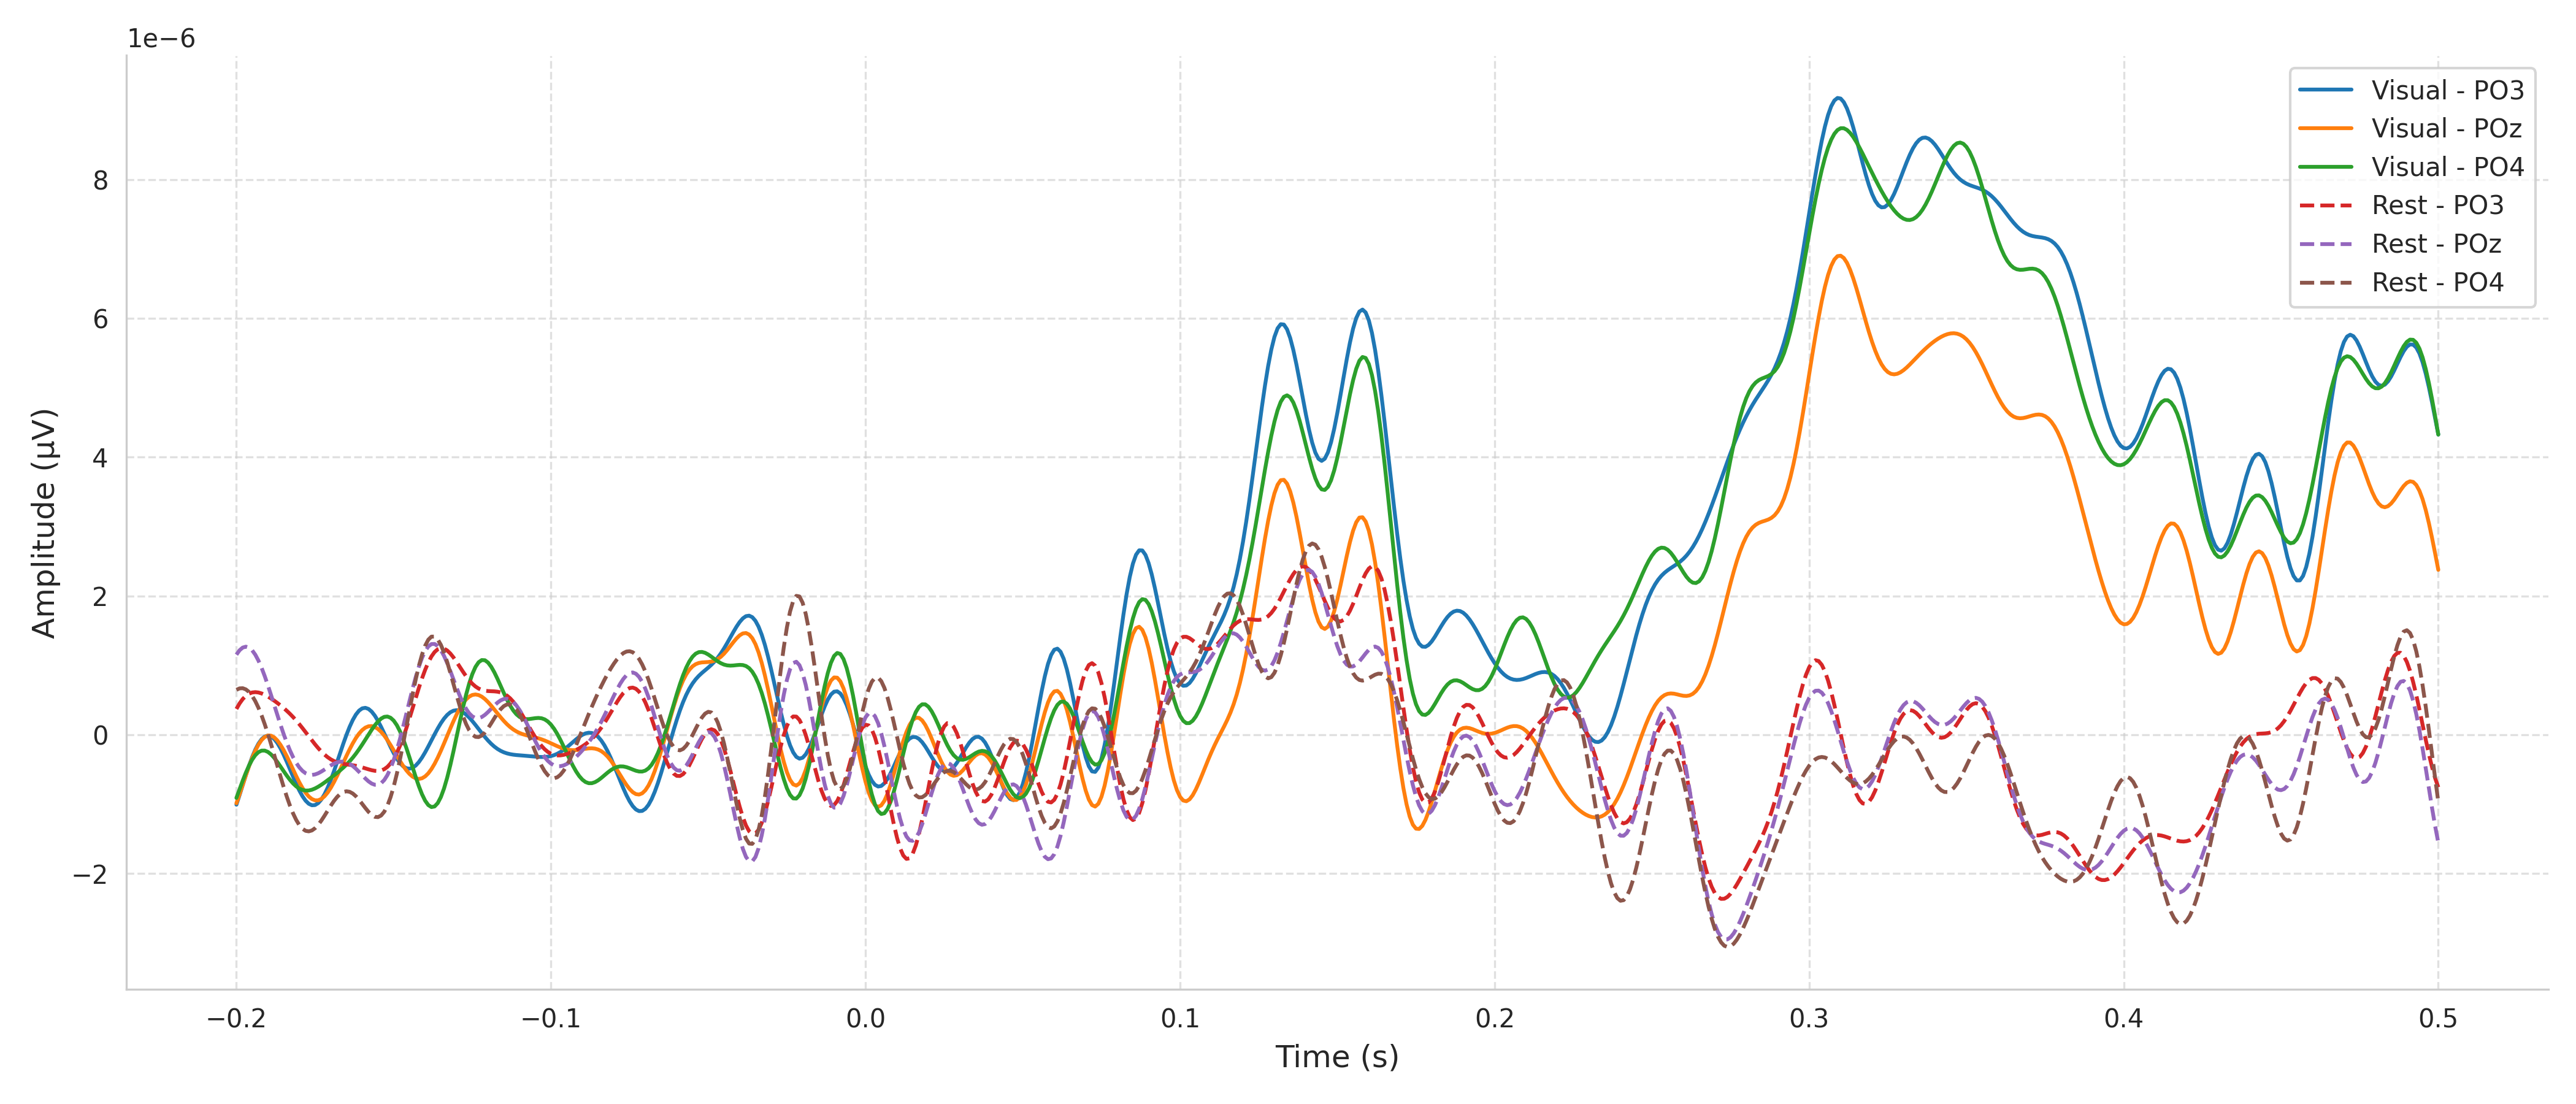 1e−6
Visual - PO3
Visual - POz
Visual - PO4
Rest - PO3
Rest - POz
Rest - PO4
8
6
4
2
0
−2
Amplitude (µV)
−0.2
−0.1
0.0
0.1
0.2
0.3
0.4
0.5
Time (s)